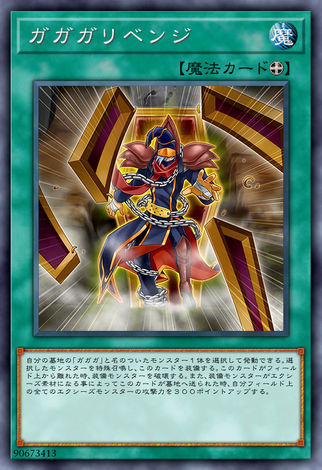 ガガガリベンジ
魔
【魔法カード】
自分の墓地の「ガガガ」と名のついたモンスター１体を選択して発動できる。選
択したモンスターを特殊召喚し、このカードを装備する。このカードがフィール
ド上から離れた時、装備モンスターを破壊する。また、装備モンスターがエクシ
ーズ素材になる事によってこのカードが墓地へ送られた時、自分フィールド上
の全てのエクシーズモンスターの攻撃力を３００ポイントアップする。
90673413